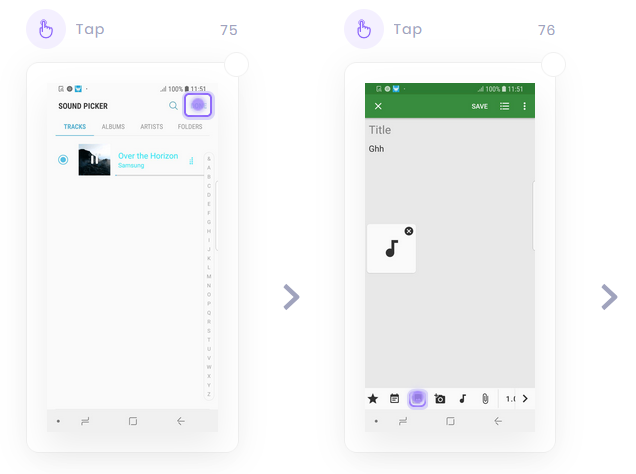 Tap
75
100% 11:51
SOUND PICKER
TRACKS ALBUMS ARTISTS FOLDERS
Over the Horizon
Samsung
&
A
B
C
D
E
F
G
H
I
J
K
L
M
N
O
P
Q
R
S
T
U
V
W
X
Y
Z
Tap
76
100% 11:51
SAVE
Title
Ghh